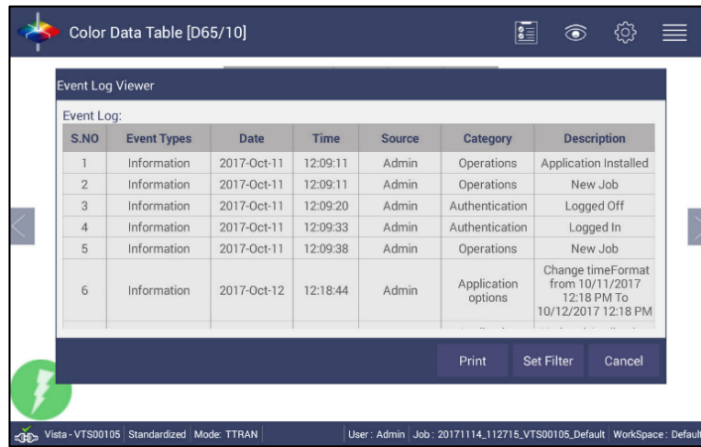 Color Data Table [D65/10]
Event Log Viewer
Event Log:
S.NO Event Types Date Time Source Category Description
1 Information 2017-Oct-11 12:09:11 Admin Operations Application Installed
2 Information 2017-Oct-11 12:09:11 Admin Operations New Job
3 Information 2017-Oct-11 12:09:20 Admin Authentication Logged Off
4 Information 2017-Oct-11 12:09:33 Admin Authentication Logged In
5 Information 2017-Oct-11 12:09:38 Admin Operations New Job
6 Information 2017-Oct-12 12:18:44 Admin Application options Change timeFormat
from 10/11/2017
12:18 PM To
10/12/2017 12:18 PM
Print Set Filter Cancel
Vista - VTS00105 Standardized Mode: TTRAN User : Admin Job : 20171114_112715_VTS00105_Default WorkSpace : Default